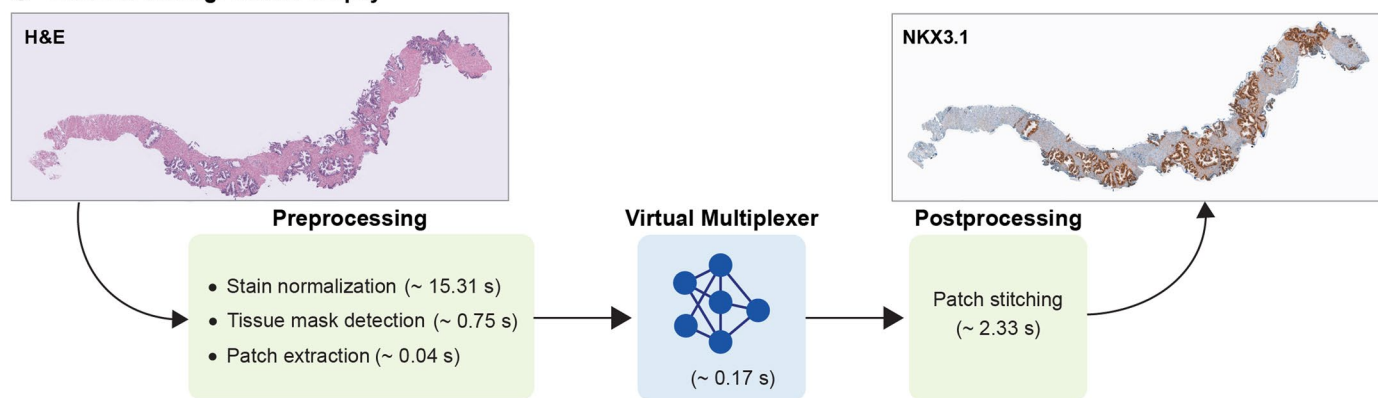 H&E
NKX3.1
Preprocessing
Virtual Multiplexer
Postprocessing
● Stain normalization (~ 15.31 s)
● Tissue mask detection (~ 0.75 s)
● Patch extraction (~ 0.04 s)
(~ 0.17 s)
Patch stitching
(~ 2.33 s)